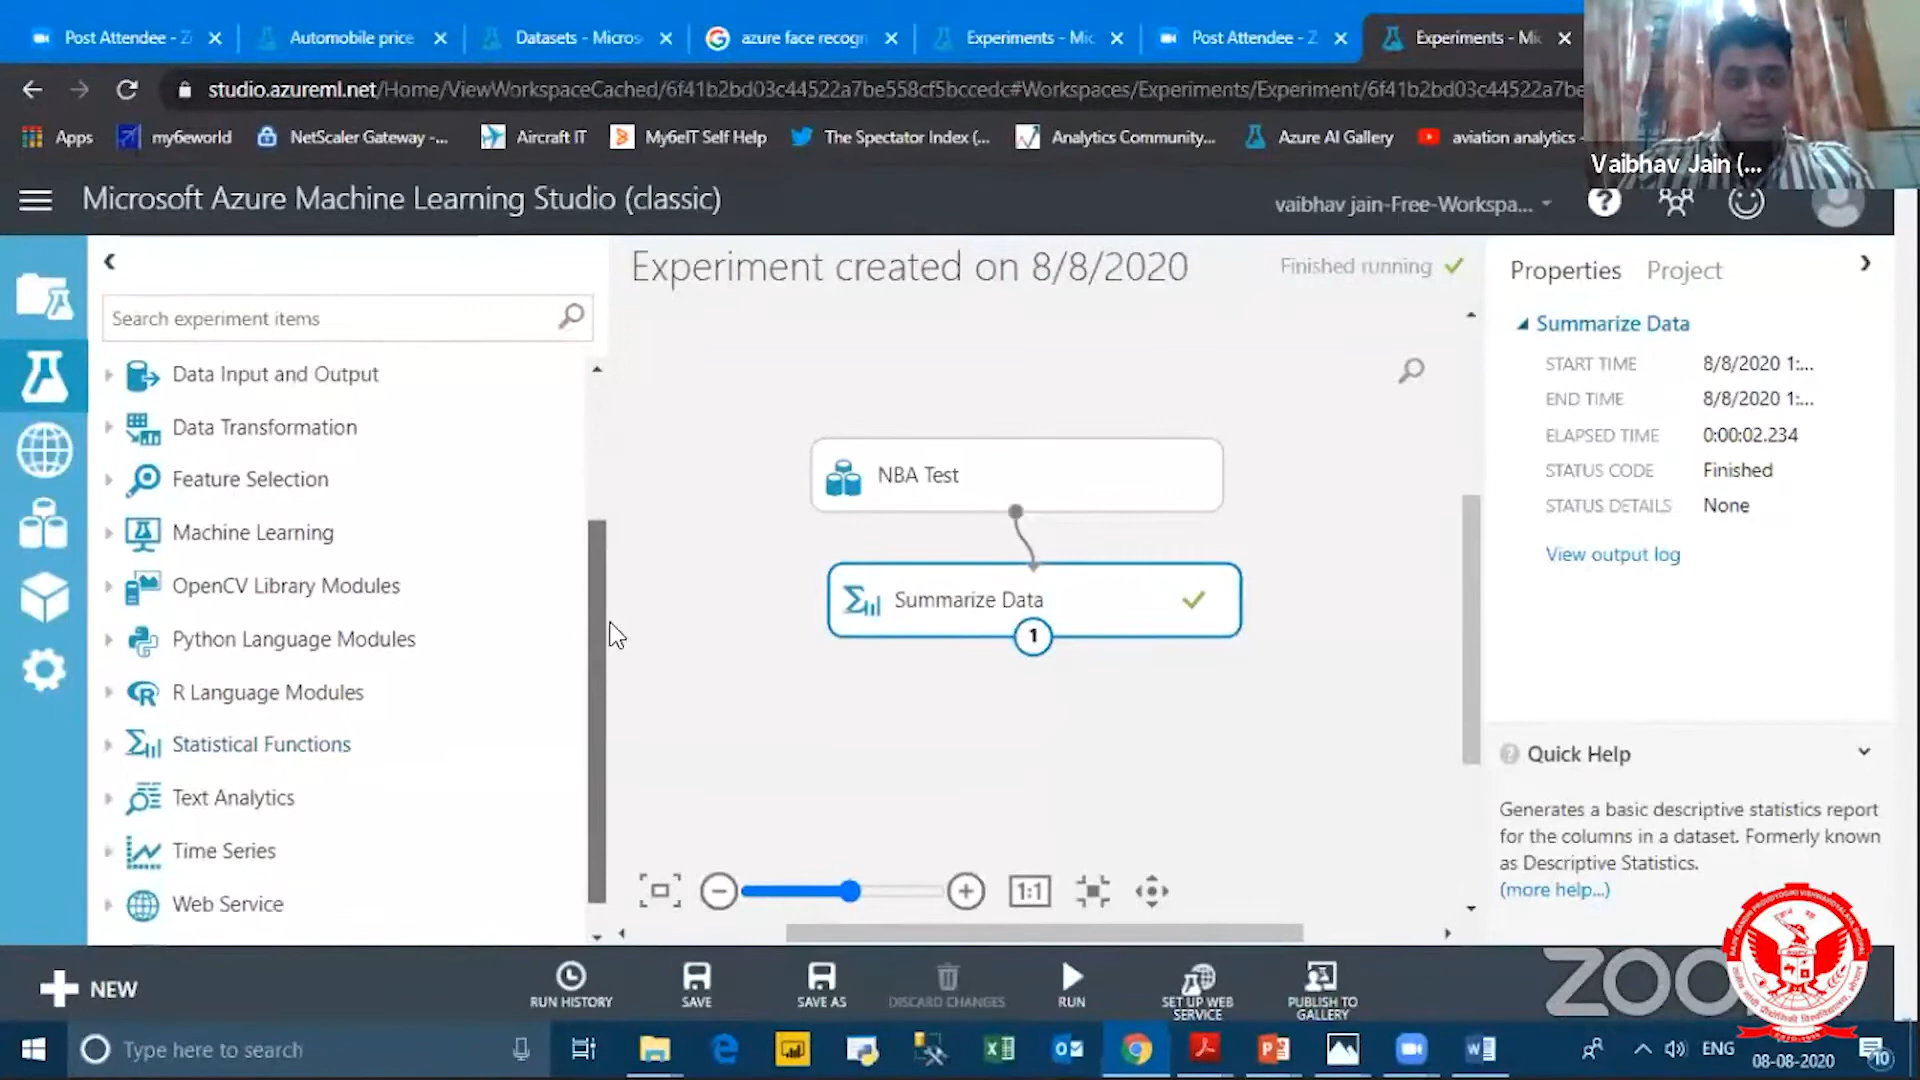 Post Attendee - Z
Automobile price
Datasets - Micros
azure face recogn
Experiments - Mic
Post Attendee - Z
Experiments - Mic
studio.azureml.net/Home/ViewWorkspaceCached/6f41b2bd03c44522a7be558cf5bccedc#Workspaces/Experiments/Experiment/6f41b2bd03c44522a7be
Apps
my6eworld
NetScaler Gateway -...
Aircraft IT
My6eIT Self Help
The Spectator Index (...
Analytics Community...
Azure AI Gallery
aviation analytics -
Vaibhav Jain (...
Microsoft Azure Machine Learning Studio (classic)
vaibhav jain-Free-Workspa...
Experiment created on 8/8/2020
Finished running
Properties
Project
Search experiment items
Data Input and Output
Data Transformation
Feature Selection
Machine Learning
OpenCV Library Modules
Python Language Modules
R Language Modules
Statistical Functions
Text Analytics
Time Series
Web Service
NBA Test
Summarize Data
1
Summarize Data
START TIME 8/8/2020 1:...
END TIME 8/8/2020 1:...
ELAPSED TIME 0:00:02.234
STATUS CODE Finished
STATUS DETAILS None
View output log
Quick Help
Generates a basic descriptive statistics report
for the columns in a dataset. Formerly known
as Descriptive Statistics.
(more help...)
1:1
NEW
RUN HISTORY
SAVE
SAVE AS
DISCARD CHANGES
RUN
SET UP WEB
SERVICE
PUBLISH TO
GALLERY
ZOO
Type here to search
ENG
08-08-2020
10